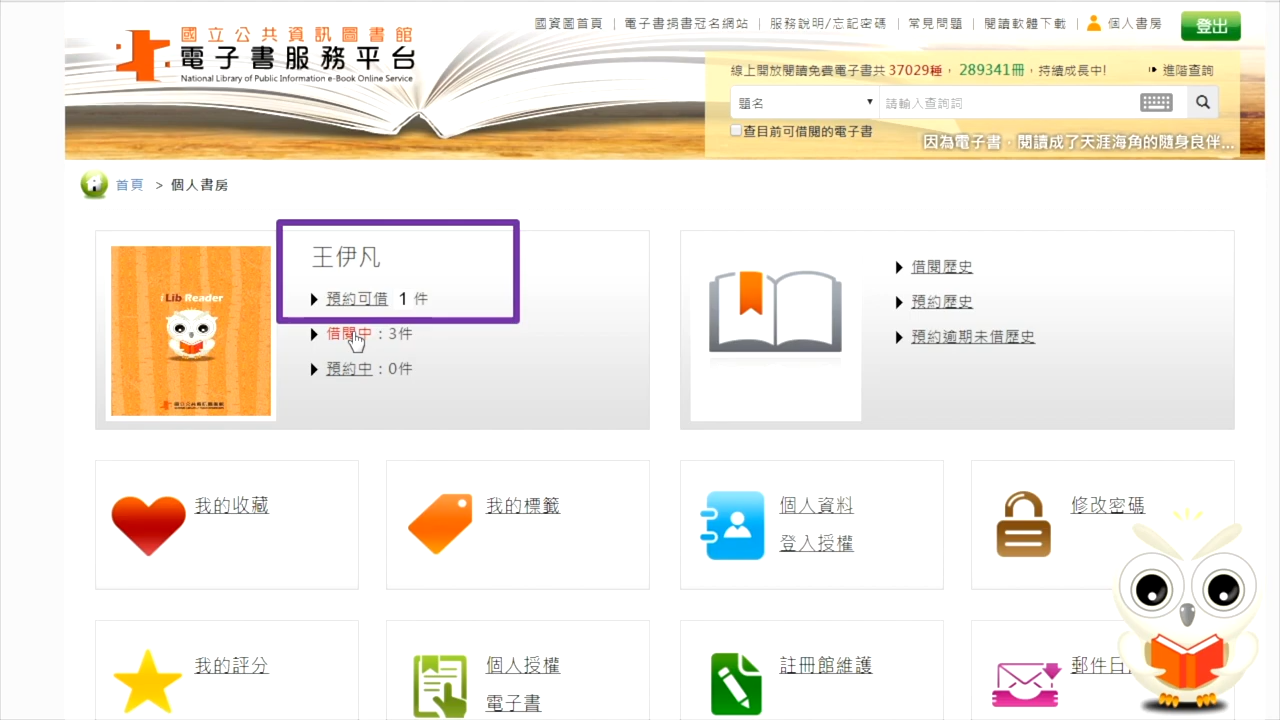 國資圖首頁 | 電子書捐書冠名網站 | 服務說明/忘記密碼 | 常見問題 | 閱讀軟體下載 | 個人書房 登出
國立公共資訊圖書館
電子書服務平台
National Library of Public Information e-Book Online Service
線上開放閱讀免費電子書共 37029種, 289341冊,持續成長中! 進階查詢
題名 請輸入查詢詞
查目前可借閱的電子書
因為電子書,閱讀成了天涯海角的隨身良伴...
首頁 > 個人書房
iLib Reader
王伊凡
預約可借 1 件
借閱中:3件
預約中:0件
借閱歷史
預約歷史
預約逾期未借歷史
我的收藏
我的標籤
個人資料
登入授權
修改密碼
我的評分
個人授權
電子書
註冊館維護
郵件日